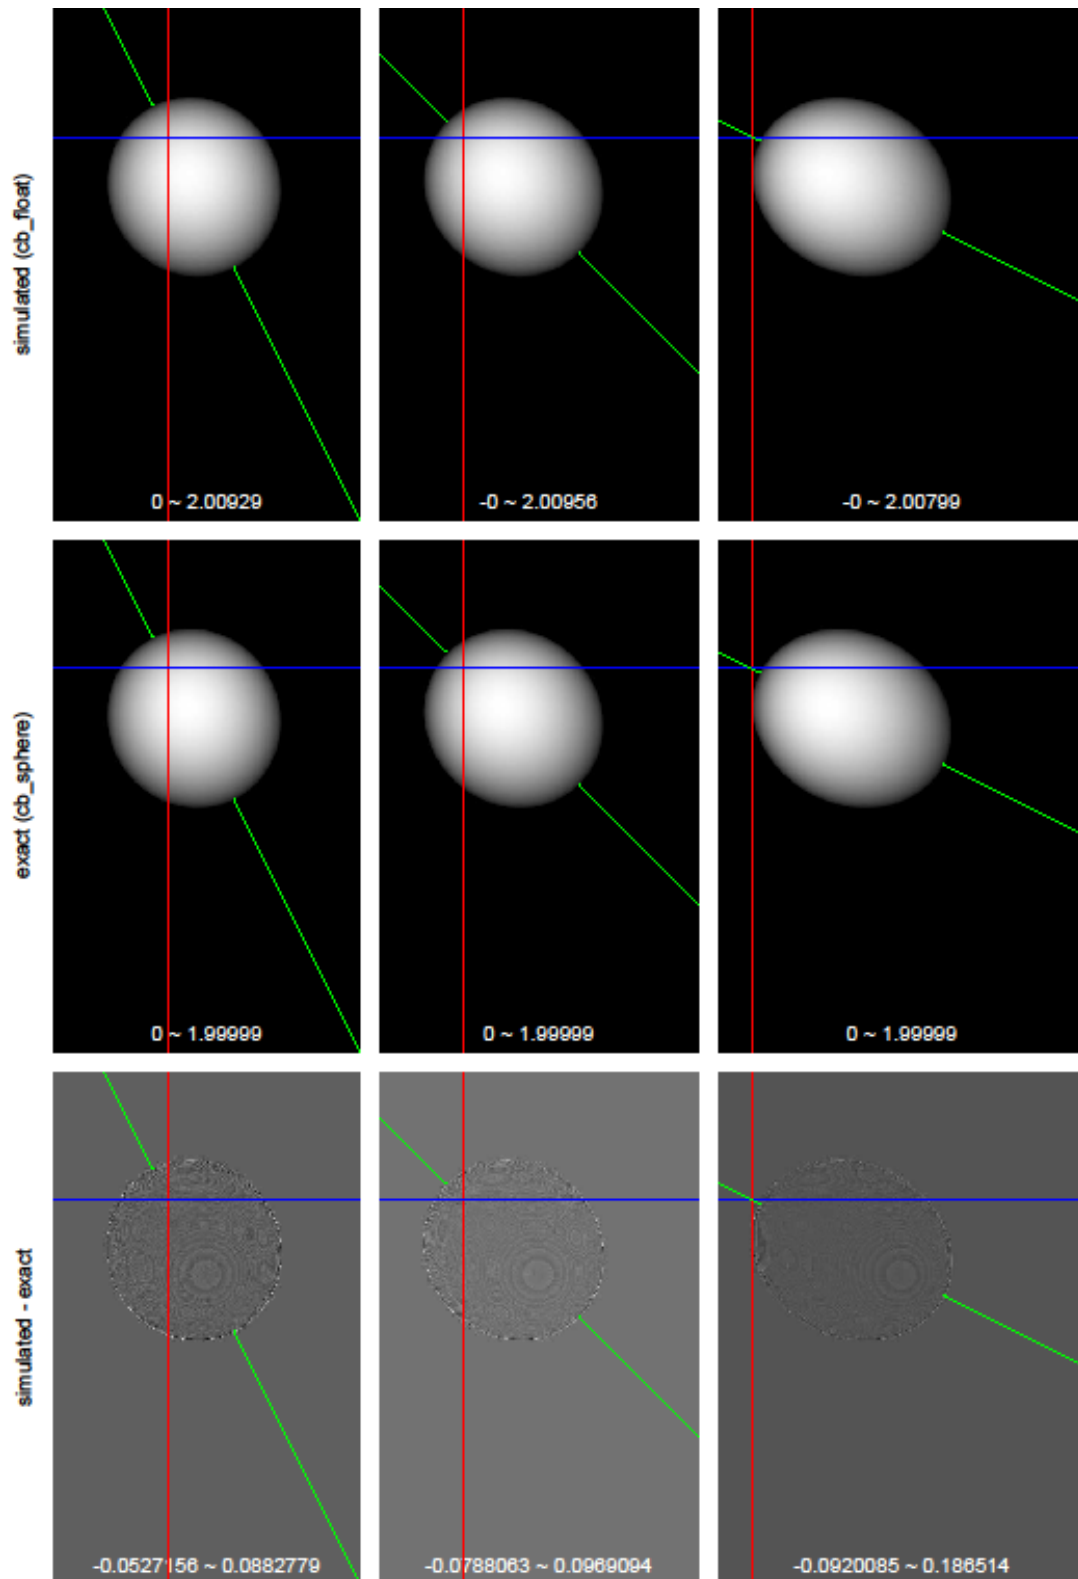 simulated (cb_float)
0 ~ 2.00929
-0 ~ 2.00956
-0 ~ 2.00799
exact (cb_sphere)
0 ~ 1.99999
0 ~ 1.99999
0 ~ 1.99999
simulated - exact
-0.0527156 ~ 0.0882779
-0.0788063 ~ 0.0969094
-0.0920085 ~ 0.186514